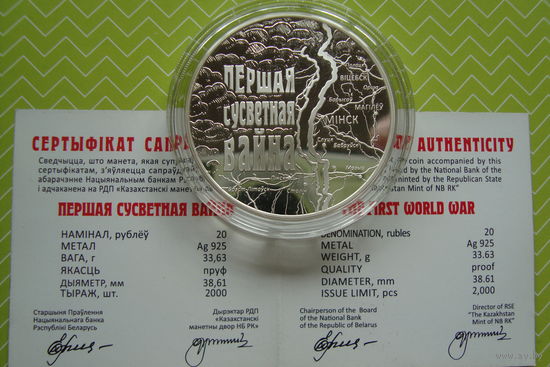 ПЕРШАЯ
СУСВЕТНАЯ
ВАЙНА
ВІЦЕБСК
Орша
Барысаў
МАГІЛЁЎ
МІНСК
Бабруйск
СЕРТЫФІКАТ
AUTHENTICITY
Сведчыцца, што манета, якая
сертыфікатам, з'яўляецца
абарачэнне Нацыянальным банкам
і адчаканена на РДП «Казахстанскі
coin accompanied by this
the National Bank of the
minted by the Republican State
Mint of NB RK"
ПЕРШАЯ СУСВЕТНАЯ
FIRST WORLD WAR
НАМІНАЛ, рублёў 20
МЕТАЛ Ag 925
ВАГА, г 33,63
ЯКАСЦЬ пруф
ДЫЯМЕТР, мм 38,61
ТЫРАЖ, шт. 2000
DENOMINATION, rubles 20
METAL Ag 925
WEIGHT, g 33.63
QUALITY proof
DIAMETER, mm 38.61
ISSUE LIMIT, pcs 2,000
Старшыня Праўлення
Нацыянальнага банка
Рэспублікі Беларусь
Дырэктар РДП
«Казахстанскі
манетны двор НБ РК»
Chairperson of the Board
of the National Bank
of the Republic of Belarus
Director of RSE
"The Kazakhstan
Mint of NB RK"